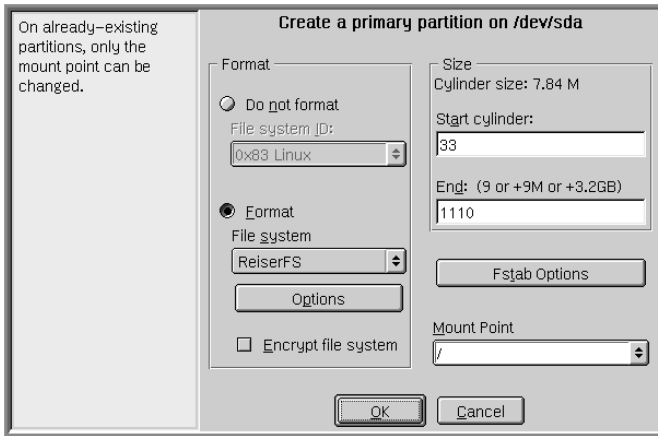 On already-existing
partitions, only the
mount point can be
changed.
Create a primary partition on /dev/sda
Format
Do not format
File system ID:
0x83 Linux
Format
File system
ReiserFS
Options
Encrypt file system
Size
Cylinder size: 7.84 M
Start cylinder:
33
End: (9 or +9M or +3.2GB)
1110
Fstab Options
Mount Point
/
OK
Cancel